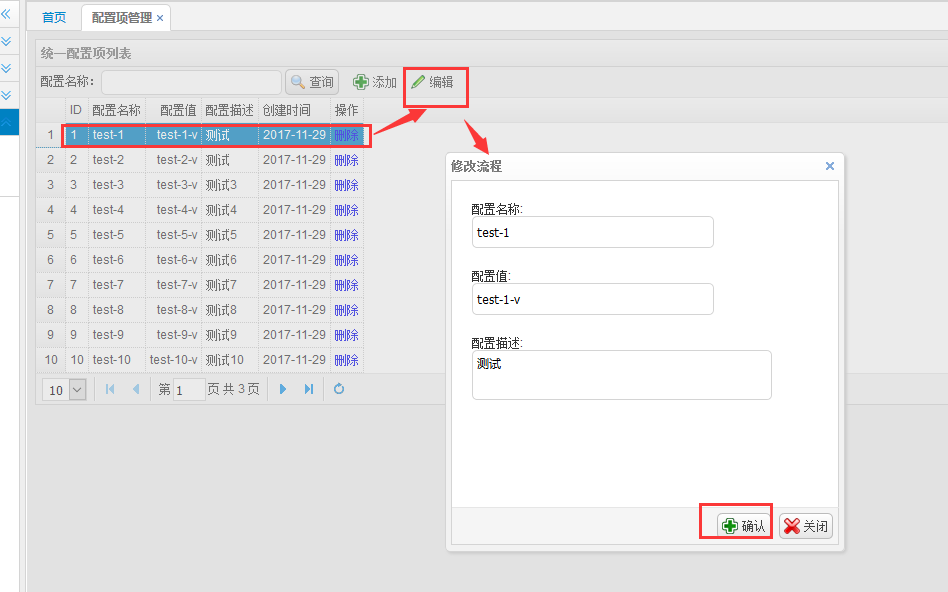 首页 配置项管理 ×
统一配置项列表
配置名称: 查询 添加 编辑
ID 配置名称 配置值 配置描述 创建时间 操作
1 1 test-1 test-1-v 测试 2017-11-29 删除
2 2 test-2 test-2-v 测试 2017-11-29 删除
3 3 test-3 test-3-v 测试3 2017-11-29 删除
4 4 test-4 test-4-v 测试4 2017-11-29 删除
5 5 test-5 test-5-v 测试5 2017-11-29 删除
6 6 test-6 test-6-v 测试6 2017-11-29 删除
7 7 test-7 test-7-v 测试7 2017-11-29 删除
8 8 test-8 test-8-v 测试8 2017-11-29 删除
9 9 test-9 test-9-v 测试9 2017-11-29 删除
10 10 test-10 test-10-v 测试10 2017-11-29 删除
10 第 1 页 共 3 页
修改流程 ×
配置名称:
test-1
配置值:
test-1-v
配置描述:
测试
确认 关闭